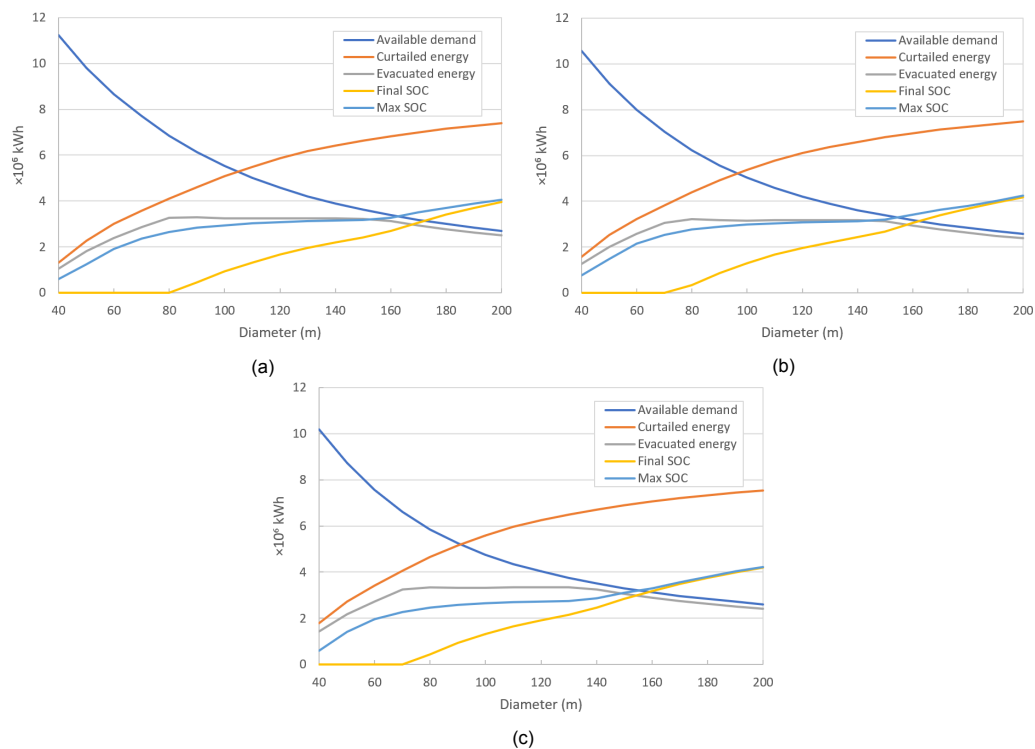 12
10
8
6
4
2
0
×10⁶ kWh
40 60 80 100 120 140 160 180 200
Diameter (m)
Available demand
Curtailed energy
Evacuated energy
Final SOC
Max SOC
(a)
12
10
8
6
4
2
0
×10⁶ kWh
40 60 80 100 120 140 160 180 200
Diameter (m)
Available demand
Curtailed energy
Evacuated energy
Final SOC
Max SOC
(b)
12
10
8
6
4
2
0
×10⁶ kWh
40 60 80 100 120 140 160 180 200
Diameter (m)
Available demand
Curtailed energy
Evacuated energy
Final SOC
Max SOC
(c)